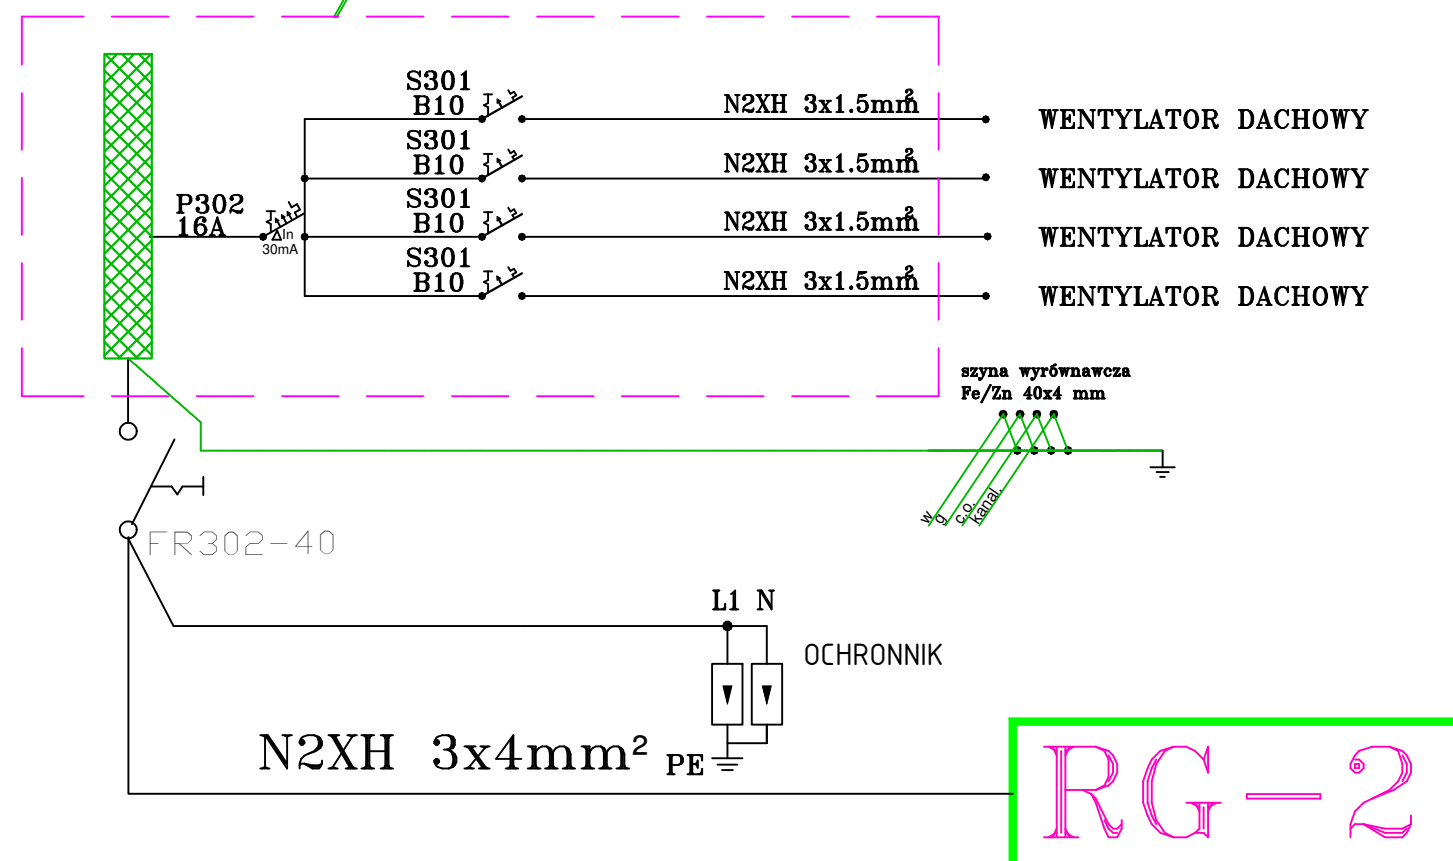 S301
B10 N2XH 3x1.5mm² WENTYLATOR DACHOWY
S301
B10 N2XH 3x1.5mm² WENTYLATOR DACHOWY
P302
16A
ΔIn
30mA
S301
B10 N2XH 3x1.5mm² WENTYLATOR DACHOWY
S301
B10 N2XH 3x1.5mm² WENTYLATOR DACHOWY
szyna wyrównawcza
Fe/Zn 40x4 mm
w
g
c.o.
kanal.
FR302-40
L1 N
OCHRONNIK
N2XH 3x4mm²
PE
RG-2